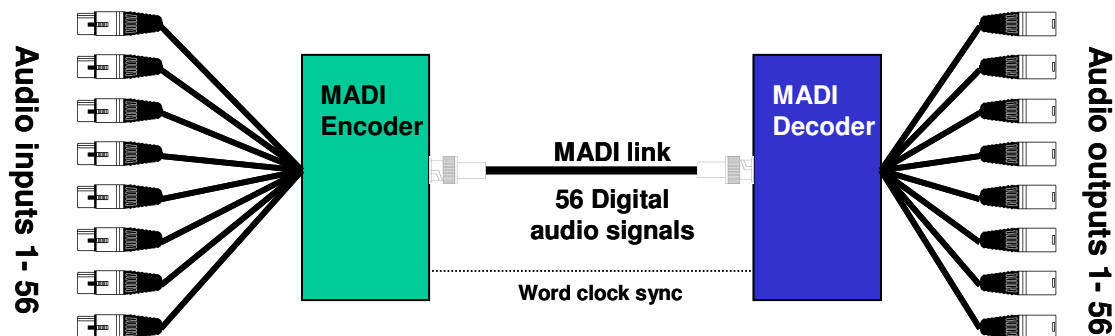 Audio inputs 1- 56
MADI
Encoder
MADI link
56 Digital
audio signals
Word clock sync
MADI
Decoder
Audio outputs 1- 56